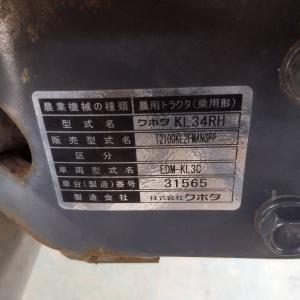 農業機械の種類 農用トラクタ(乗用形)
型式名 クボタ KL34RH
販売型式名
区分
車両型式名 EDM-KL3C
車台(製造)番号 31565
製造会社 株式会社クボタ